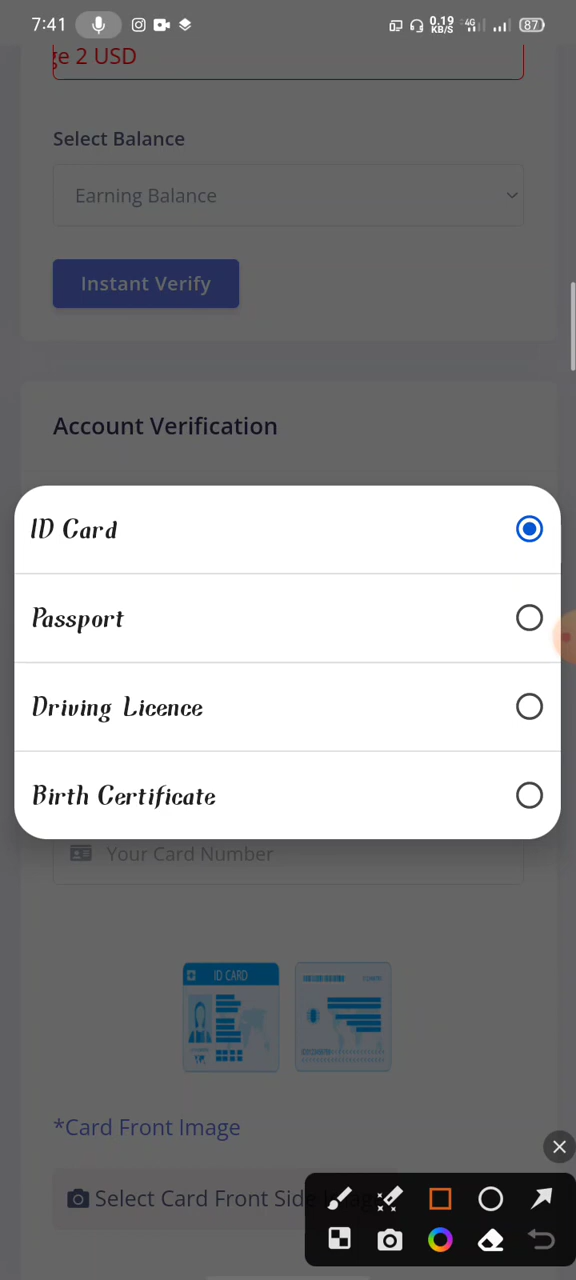 7:41
0.19
KB/S
4G
87
ge 2 USD
Select Balance
Earning Balance
Instant Verify
Account Verification
ID Card
Passport
Driving Licence
Birth Certificate
Your Card Number
ID CARD
*Card Front Image
Select Card Front Side